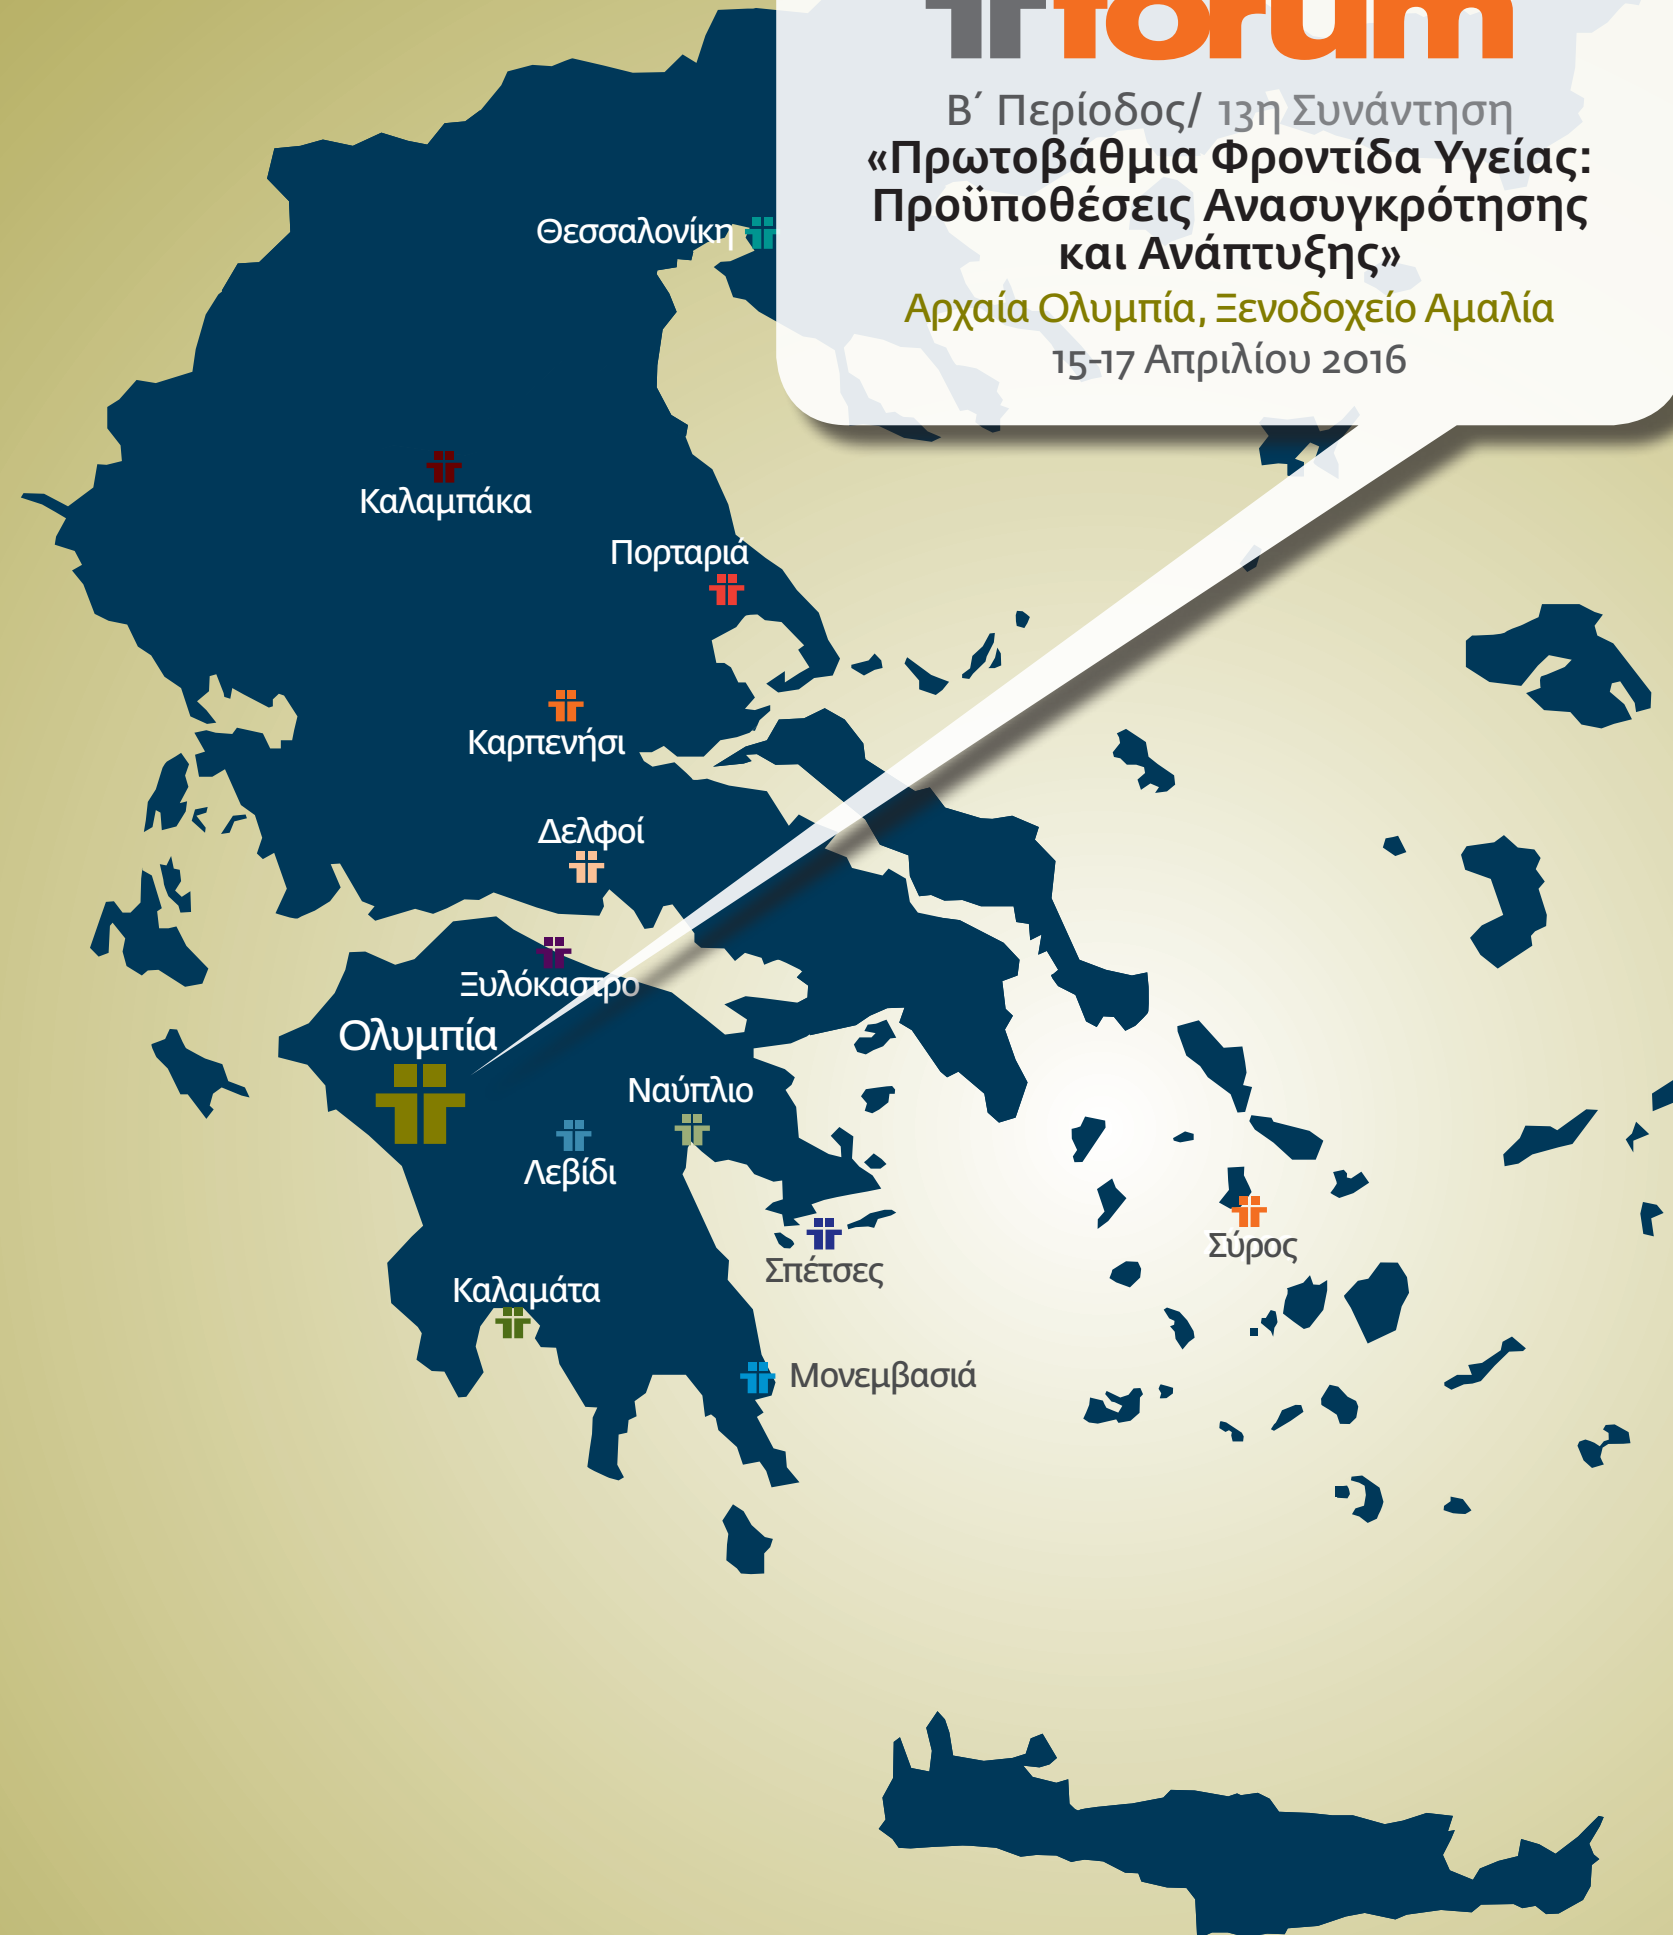 forum
Β΄ Περίοδος/ 13η Συνάντηση
«Πρωτοβάθμια Φροντίδα Υγείας:
Προϋποθέσεις Ανασυγκρότησης
και Ανάπτυξης»
Αρχαία Ολυμπία, Ξενοδοχείο Αμαλία
15-17 Απριλίου 2016
Θεσσαλονίκη
Καλαμπάκα
Πορταριά
Καρπενήσι
Δελφοί
Ξυλόκαστρο
Ολυμπία
Ναύπλιο
Λεβίδι
Σύρος
Σπέτσες
Καλαμάτα
Μονεμβασιά